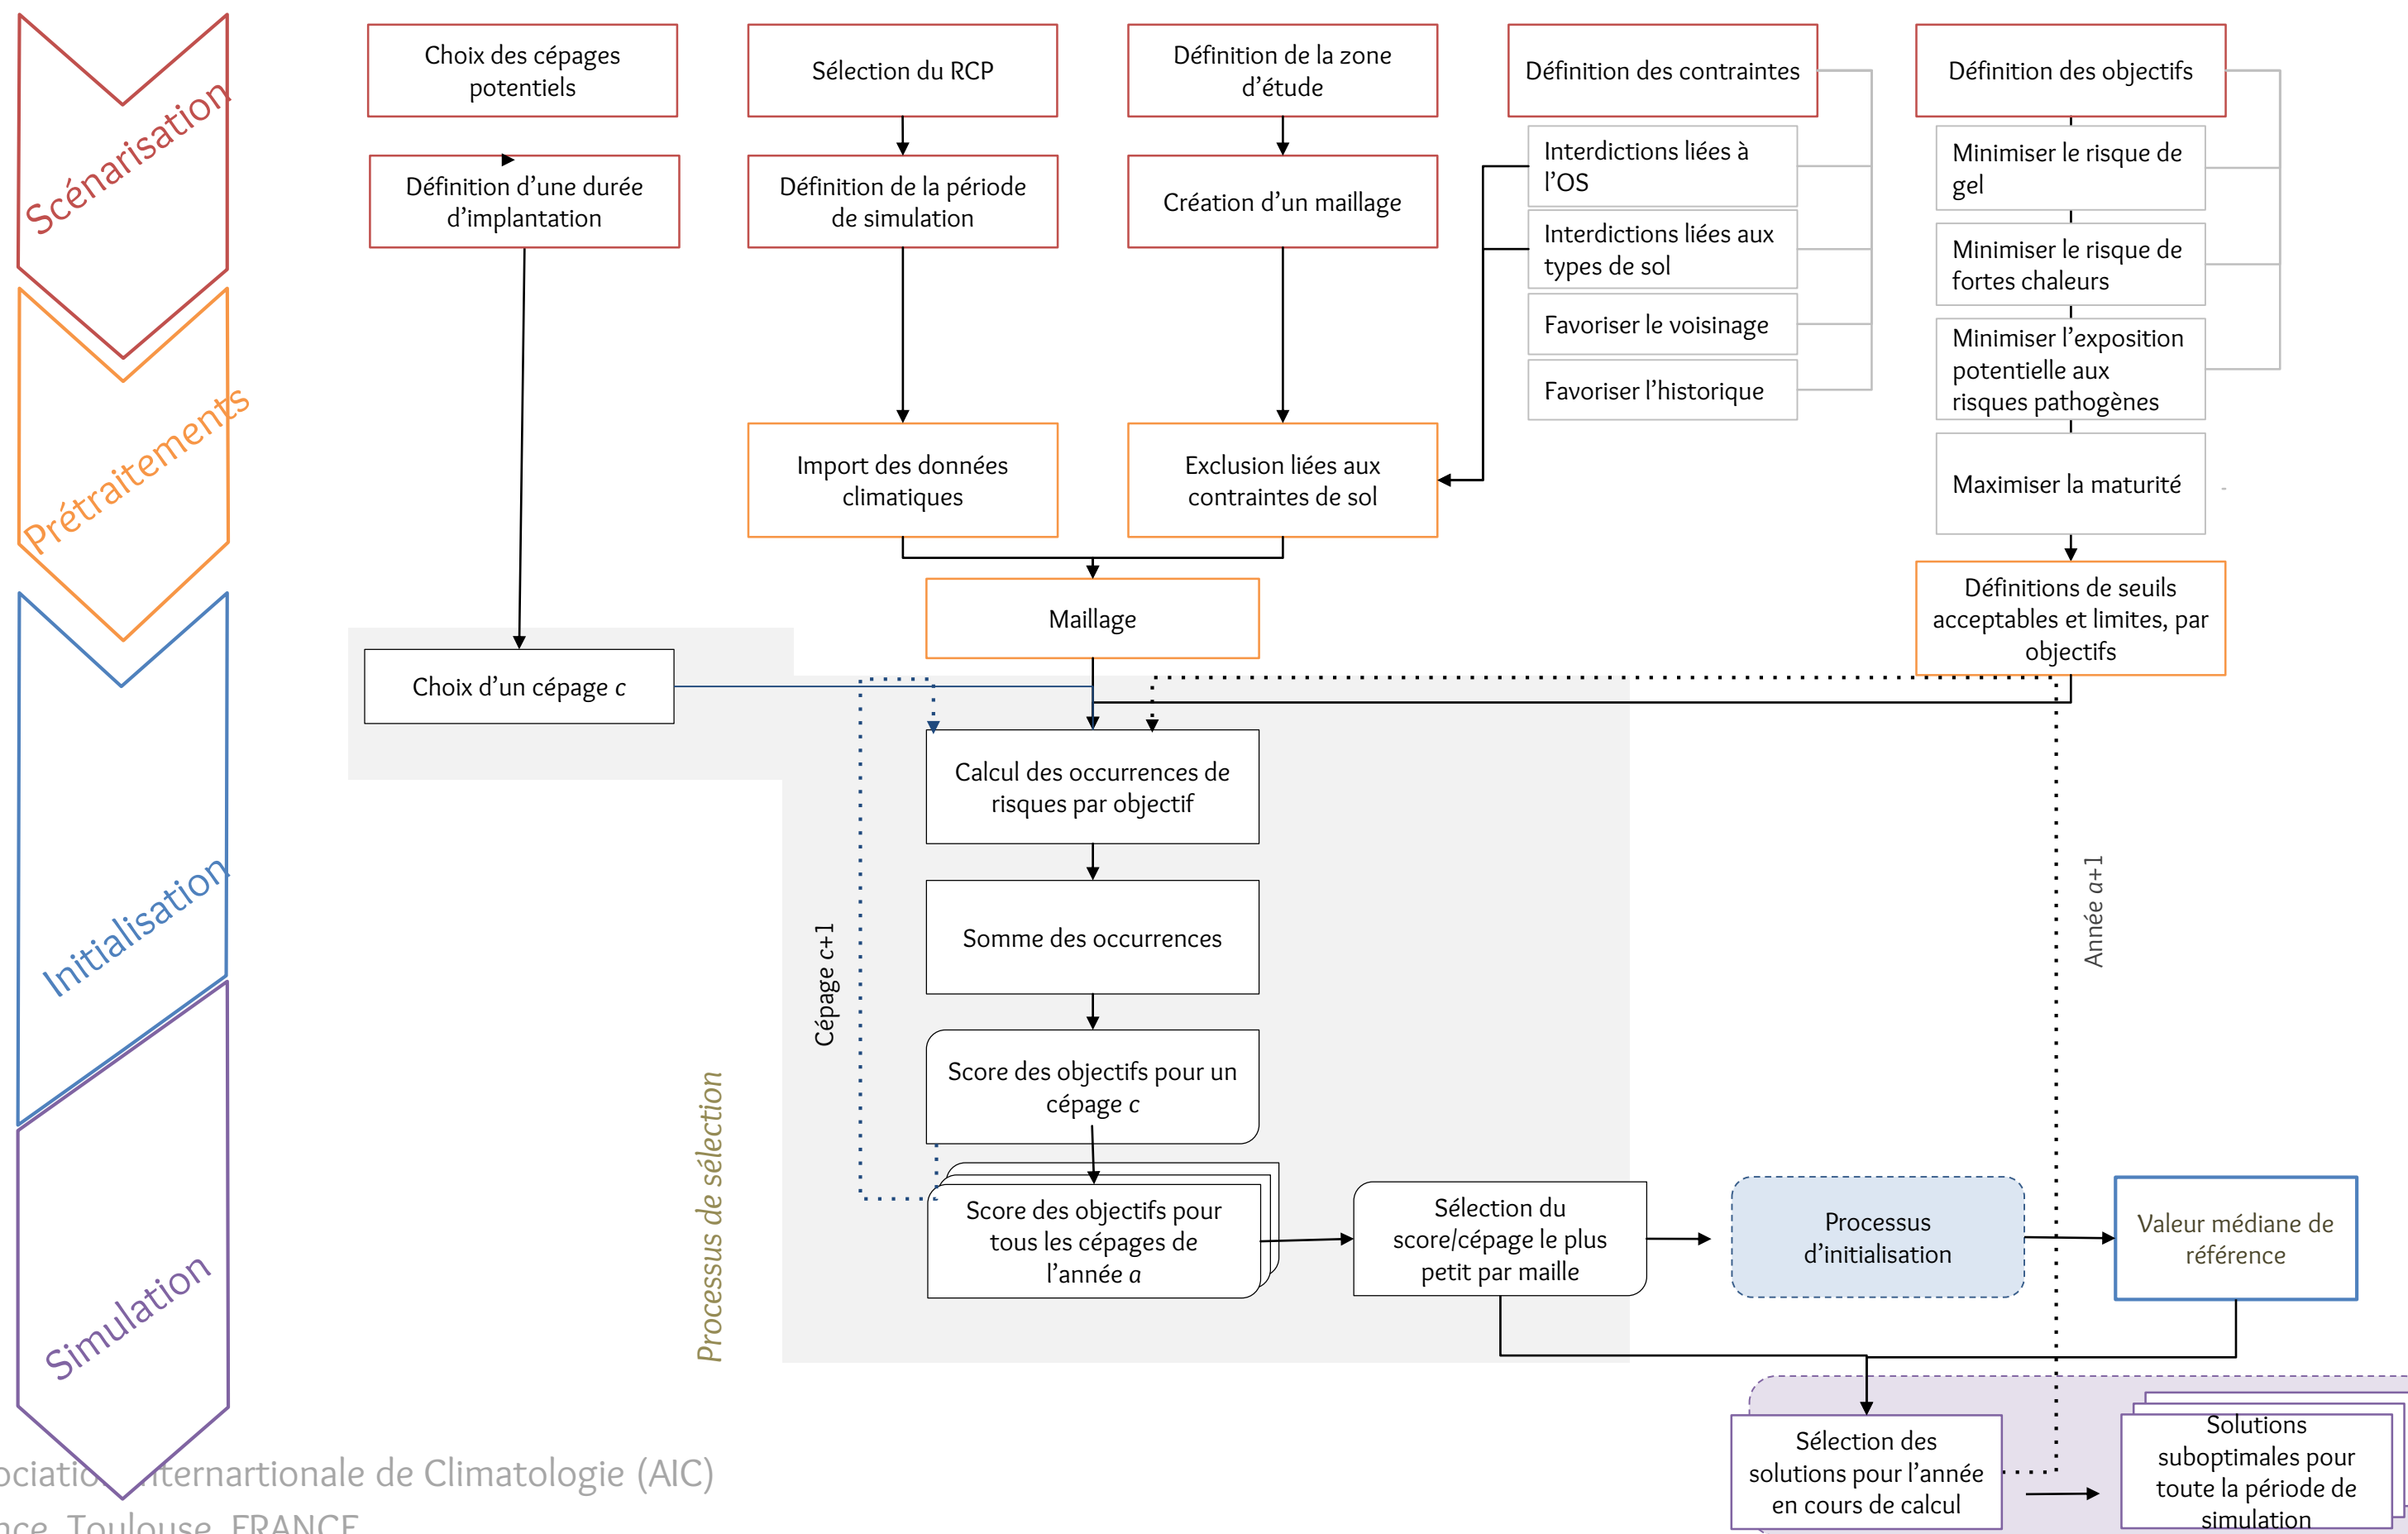 Scénarisation
Prétraitements
Initialisation
Simulation
Choix des cépages
potentiels
Sélection du RCP
Définition de la zone
d’étude
Définition des contraintes
Définition des objectifs
Définition d’une durée
d’implantation
Définition de la période
de simulation
Création d’un maillage
Interdictions liées à
l’OS
Interdictions liées aux
types de sol
Favoriser le voisinage
Favoriser l’historique
Minimiser le risque de
gel
Minimiser le risque de
fortes chaleurs
Minimiser l’exposition
potentielle aux
risques pathogènes
Maximiser la maturité
Import des données
climatiques
Exclusion liées aux
contraintes de sol
Maillage
Définitions de seuils
acceptables et limites, par
objectifs
Choix d’un cépage c
Calcul des occurrences de
risques par objectif
Somme des occurrences
Cépage c+1
Année a+1
Score des objectifs pour un
cépage c
Processus de sélection
Score des objectifs pour
tous les cépages de
l’année a
Sélection du
score/cépage le plus
petit par maille
Processus
d’initialisation
Valeur médiane de
référence
Sélection des
solutions pour l’année
en cours de calcul
Solutions
suboptimales pour
toute la période de
simulation
de Climatologie (AIC)
Toulouse, FRANCE